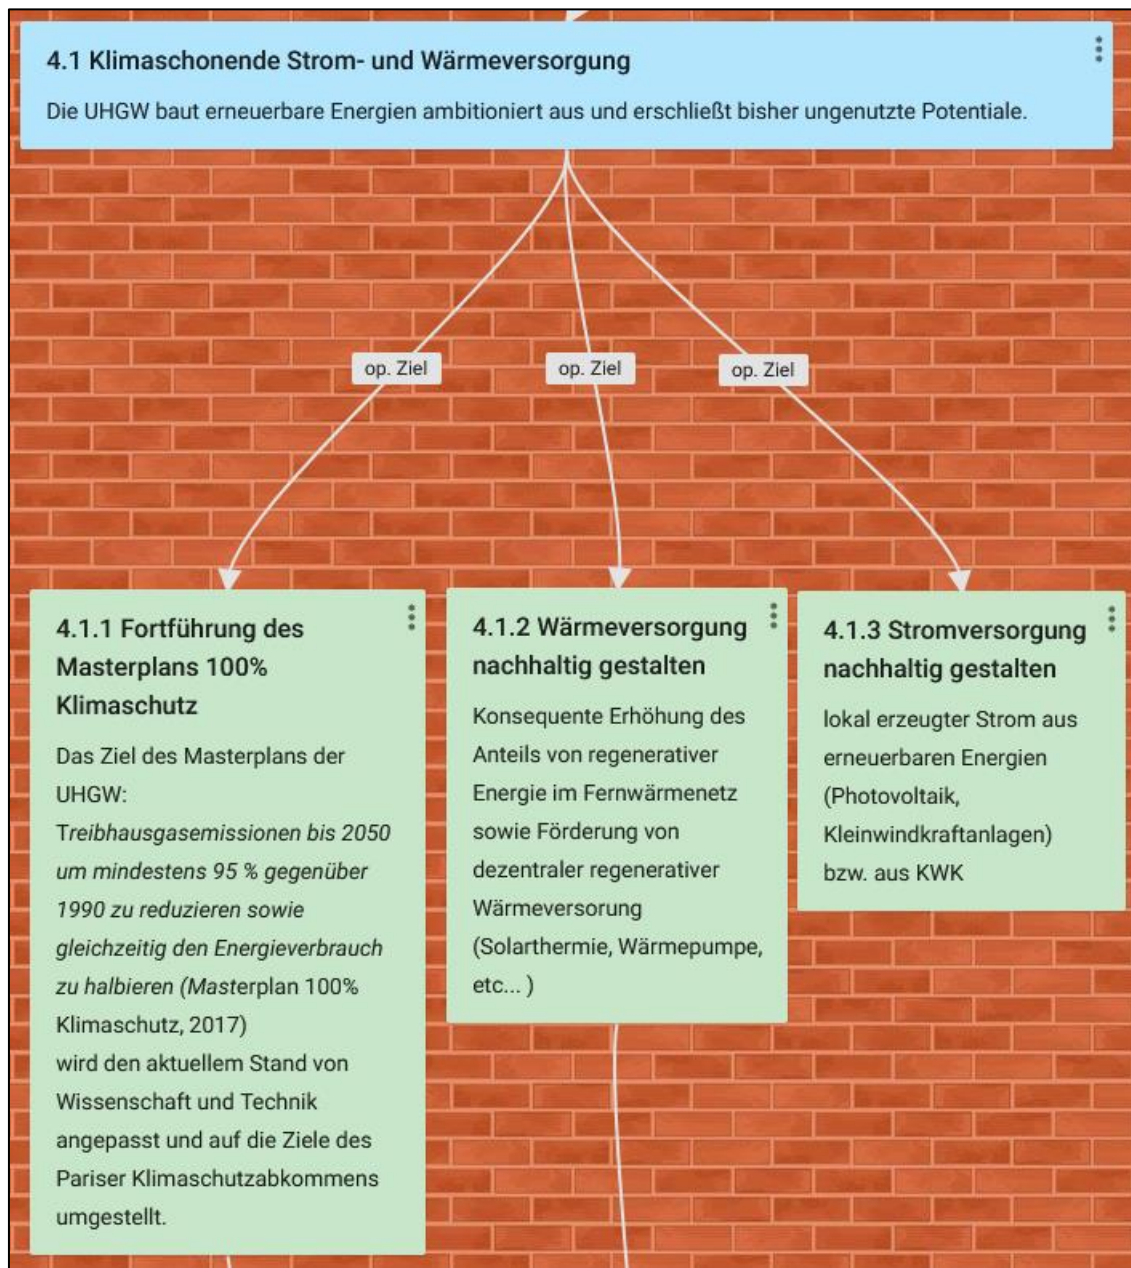 4.1 Klimaschonende Strom- und Wärmeversorgung
Die UHGW baut erneuerbare Energien ambitioniert aus und erschließt bisher ungenutzte Potentiale.
op. Ziel
op. Ziel
op. Ziel
4.1.1 Fortführung des
Masterplans 100%
Klimaschutz
Das Ziel des Masterplans der
UHGW:
Treibhausgasemissionen bis 2050
um mindestens 95 % gegenüber
1990 zu reduzieren sowie
gleichzeitig den Energieverbrauch
zu halbieren (Masterplan 100%
Klimaschutz, 2017)
wird den aktuellem Stand von
Wissenschaft und Technik
angepasst und auf die Ziele des
Pariser Klimaschutzabkommens
umgestellt.
4.1.2 Wärmeversorgung
nachhaltig gestalten
Konsequente Erhöhung des
Anteils von regenerativer
Energie im Fernwärmenetz
sowie Förderung von
dezentraler regenerativer
Wärmeversorung
(Solarthermie, Wärmepumpe,
etc... )
4.1.3 Stromversorgung
nachhaltig gestalten
lokal erzeugter Strom aus
erneuerbaren Energien
(Photovoltaik,
Kleinwindkraftanlagen)
bzw. aus KWK